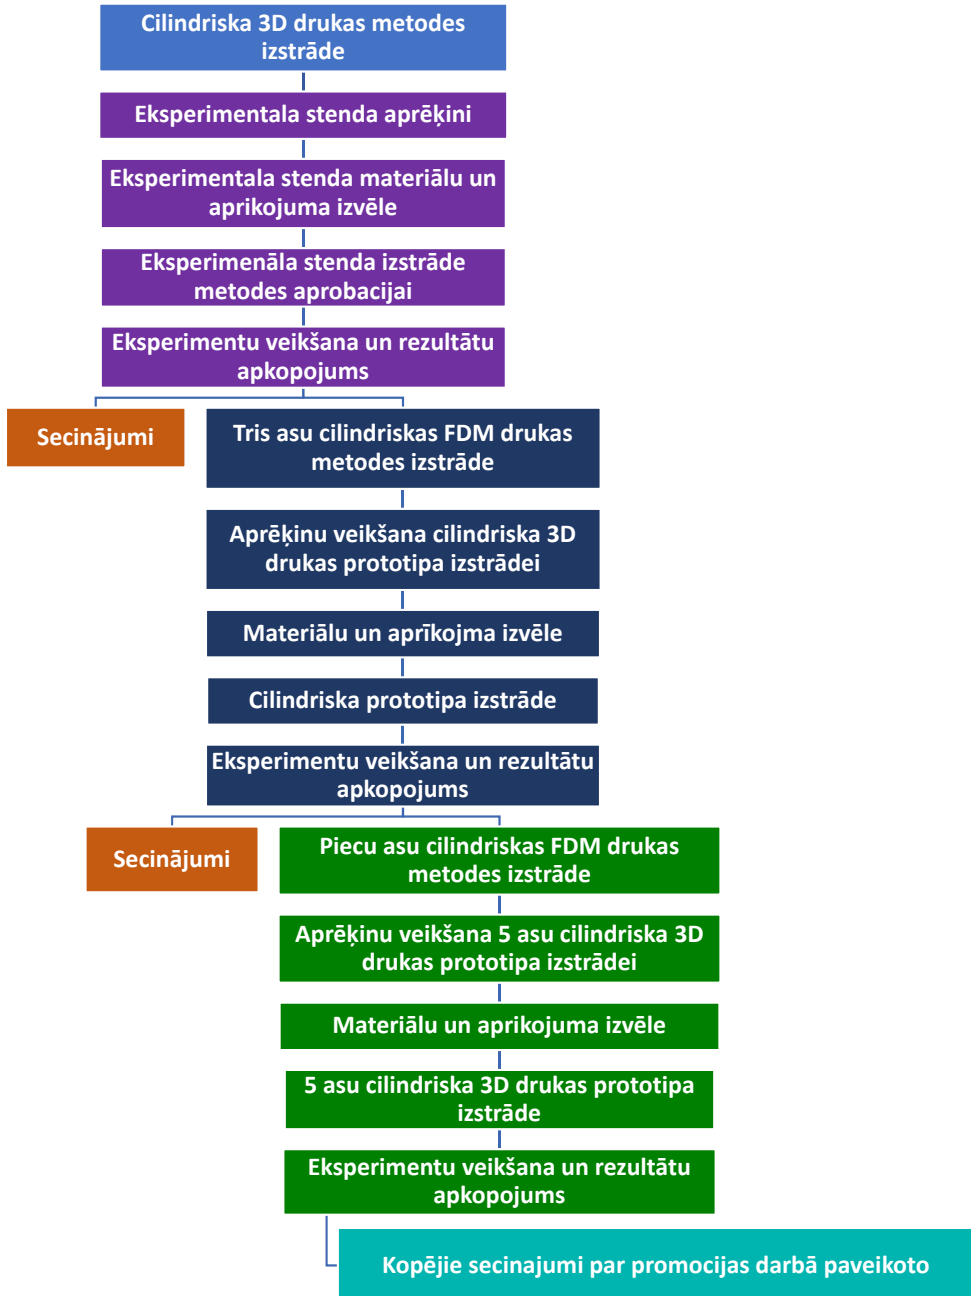 Cilindriska 3D drukas metodes
izstrāde
Eksperimentala stenda aprēķini
Eksperimentala stenda materiālu un
aprikojuma izvēle
Eksperimenāla stenda izstrāde
metodes aprobacijai
Eksperimentu veikšana un rezultātu
apkopojums
Secinājumi
Tris asu cilindriskas FDM drukas
metodes izstrāde
Aprēķinu veikšana cilindriska 3D
drukas prototipa izstrādei
Materiālu un aprīkojma izvēle
Cilindriska prototipa izstrāde
Eksperimentu veikšana un rezultātu
apkopojums
Secinājumi
Piecu asu cilindriskas FDM drukas
metodes izstrāde
Aprēķinu veikšana 5 asu cilindriska 3D
drukas prototipa izstrādei
Materiālu un aprikojuma izvēle
5 asu cilindriska 3D drukas prototipa
izstrāde
Eksperimentu veikšana un rezultātu
apkopojums
Kopējie secinajumi par promocijas darbā paveikoto